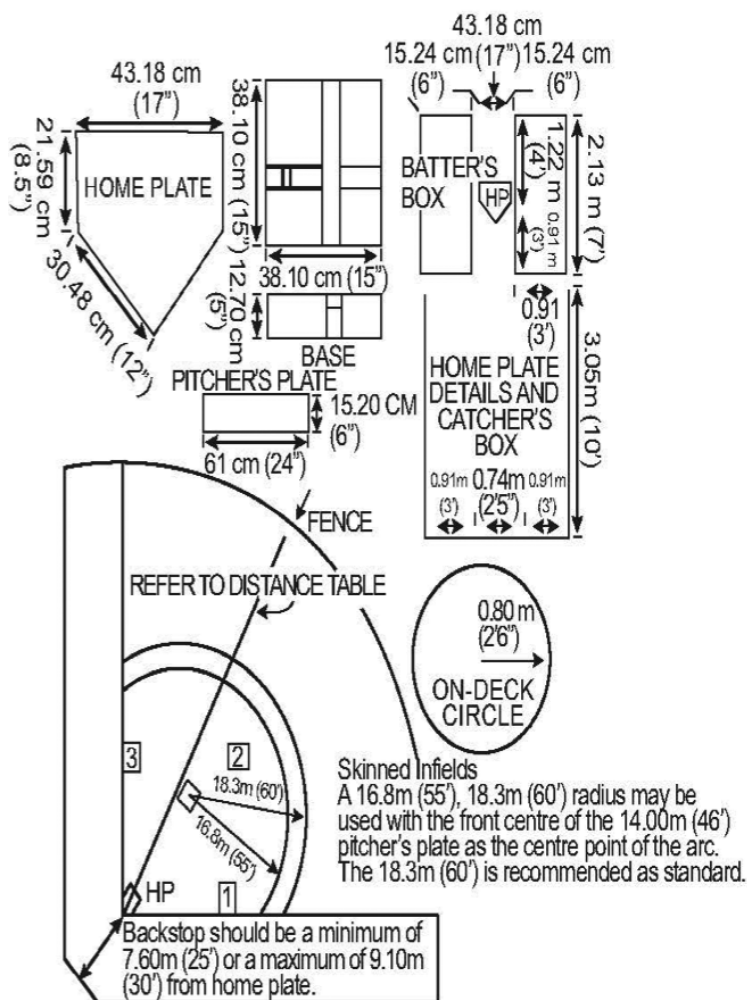 43.18 cm
(17")
21.59 cm
(8.5")
HOME PLATE
30.48 cm (12")
38.10 cm (15")
38.10 cm (15")
12.70 cm
(5")
BASE
PITCHER'S PLATE
15.20 CM
(6")
61 cm (24")
43.18 cm
15.24 cm (17") 15.24 cm
(6") (6")
BATTER'S
BOX
HP
1.22 m
(4')
0.91 m
(3')
2.13 m (7')
0.91
(3')
3.05m (10')
HOME PLATE
DETAILS AND
CATCHER'S
BOX
0.91m 0.74m 0.91m
(3') (2'5") (3')
FENCE
REFER TO DISTANCE TABLE
0.80 m
(2'6")
ON-DECK
CIRCLE
3
2
18.3m (60')
16.8m (55')
HP
1
Skinned Infields
A 16.8m (55'), 18.3m (60') radius may be
used with the front centre of the 14.00m (46')
pitcher's plate as the centre point of the arc.
The 18.3m (60') is recommended as standard.
Backstop should be a minimum of
7.60m (25') or a maximum of 9.10m
(30') from home plate.